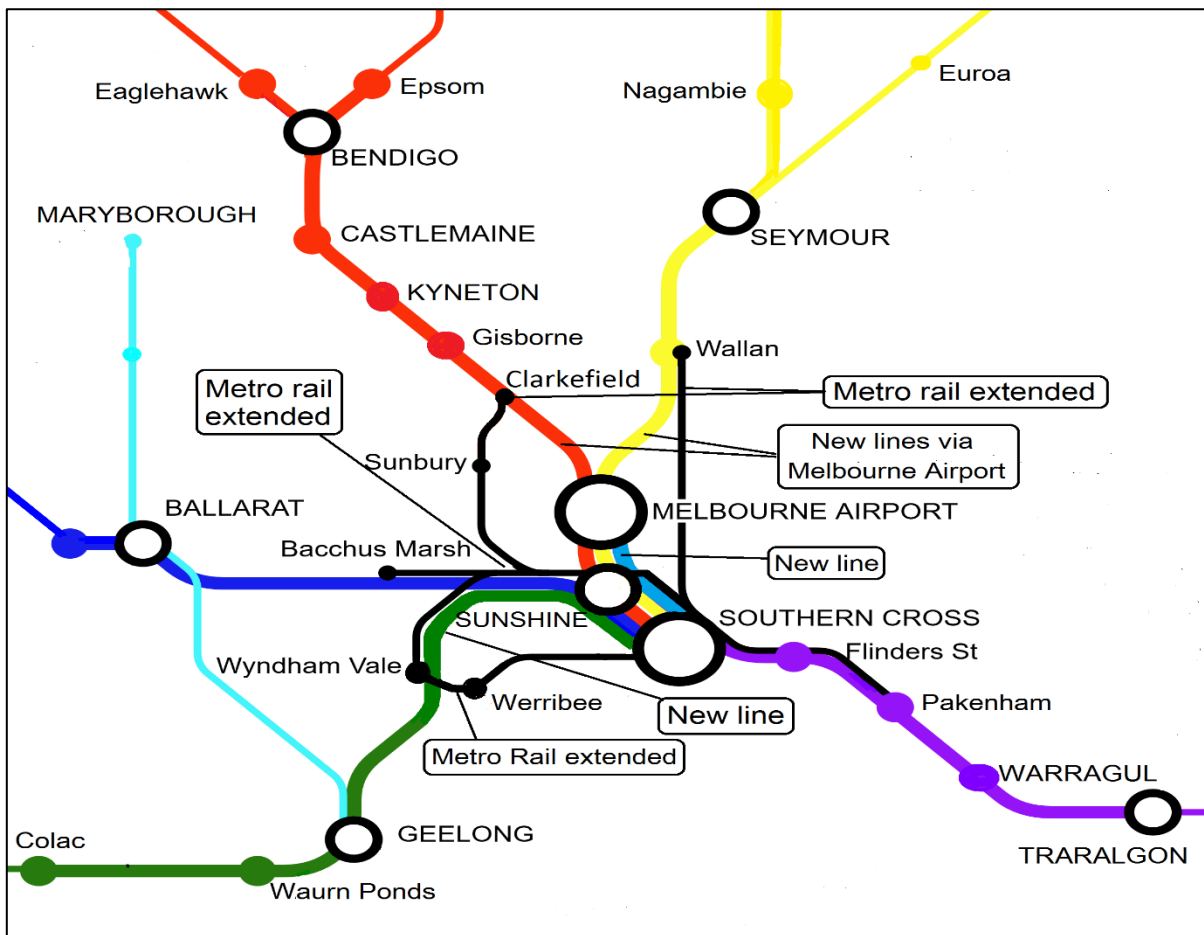 Eaglehawk
Epsom
Nagambie
Euroa
BENDIGO
MARYBOROUGH
CASTLEMAINE
SEYMOUR
KYNETON
Gisborne
Wallan
Metro rail
extended
Clarkefield
Metro rail extended
Sunbury
New lines via
Melbourne Airport
BALLARAT
MELBOURNE AIRPORT
Bacchus Marsh
New line
SUNSHINE
SOUTHERN CROSS
Flinders St
Wyndham Vale
Werribee
New line
Pakenham
Metro Rail extended
WARRAGUL
Colac
GEELONG
TRARALGON
Waurn Ponds